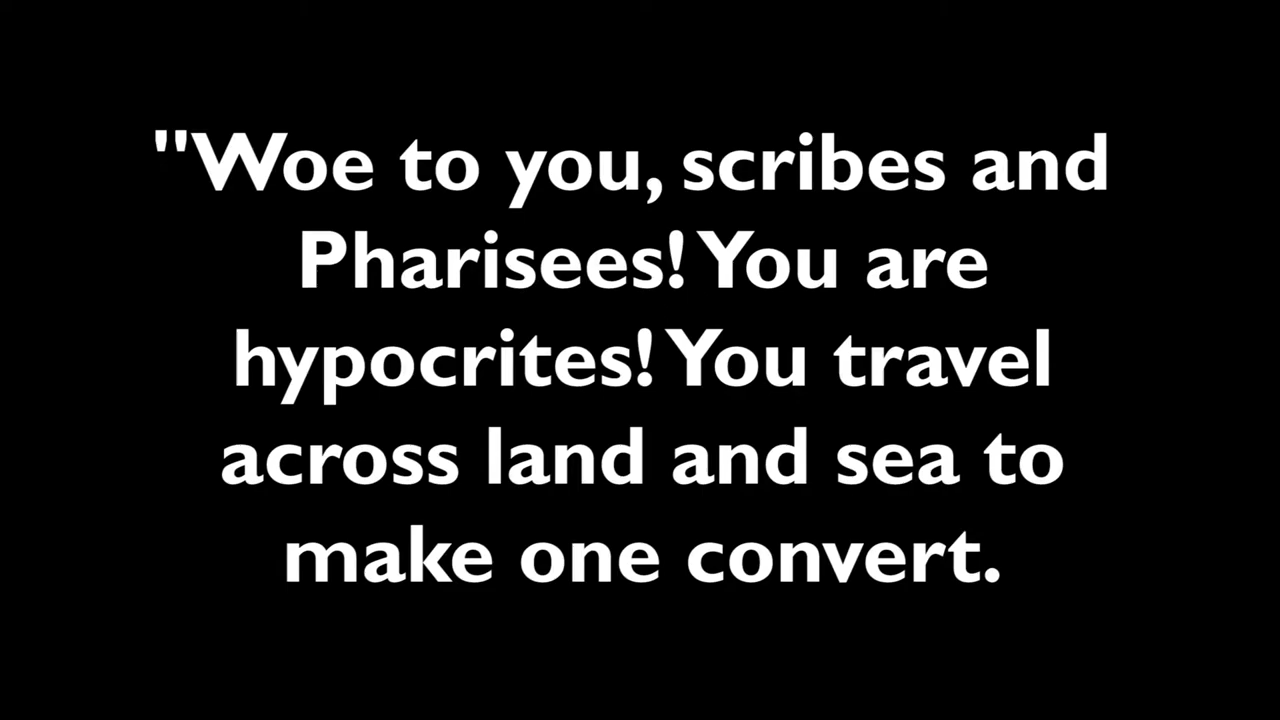 "Woe to you, scribes and
Pharisees! You are
hypocrites! You travel
across land and sea to
make one convert.